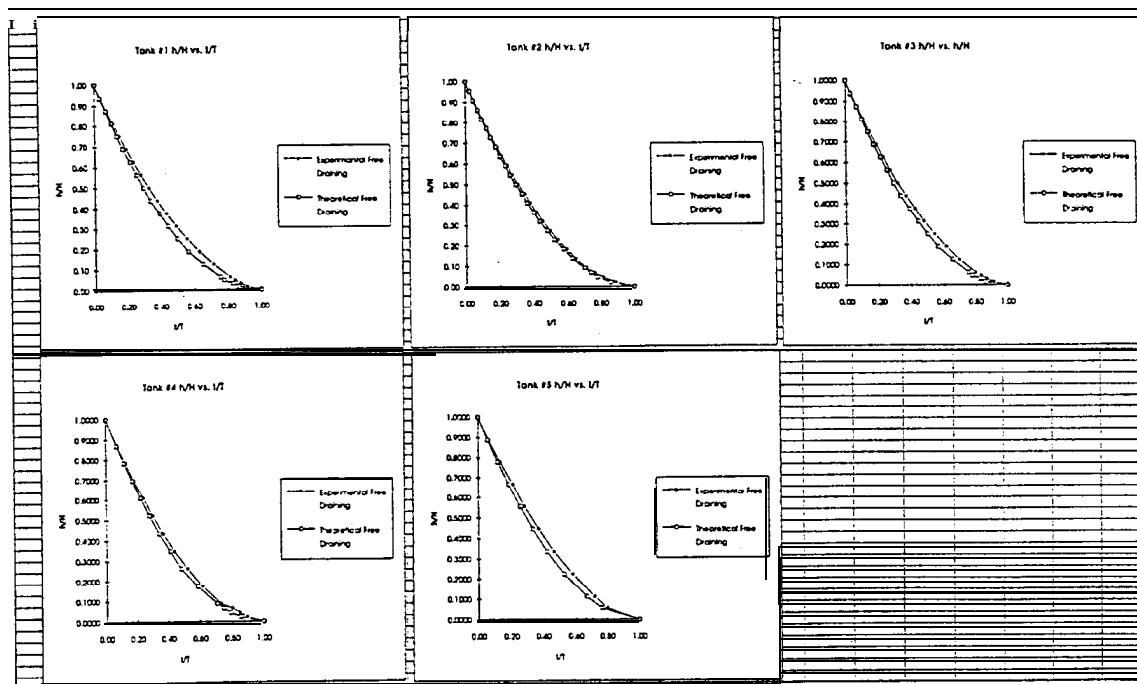 Tank #1 h/H vs. t/T
1.00
0.90
0.80
0.70
0.60
0.50
0.40
0.30
0.20
0.10
0.00
h/H
0.00 0.20 0.40 0.60 0.80 1.00
t/T
Experimental Free
Draining
Theoretical Free
Draining
Tank #2 h/H vs. t/T
1.00
0.90
0.80
0.70
0.60
0.50
0.40
0.30
0.20
0.10
0.00
h/H
0.00 0.20 0.40 0.60 0.80 1.00
t/T
Experimental Free
Draining
Theoretical Free
Draining
Tank #3 h/H vs. h/H
1.0000
0.9000
0.8000
0.7000
0.6000
0.5000
0.4000
0.3000
0.2000
0.1000
0.0000
h/H
0.00 0.20 0.40 0.60 0.80 1.00
t/T
Experimental Free
Draining
Theoretical Free
Draining
Tank #4 h/H vs. t/T
1.0000
0.9000
0.8000
0.7000
0.6000
0.5000
0.4000
0.3000
0.2000
0.1000
0.0000
h/H
0.00 0.20 0.40 0.60 0.80 1.00
t/T
Experimental Free
Draining
Theoretical Free
Draining
Tank #5 h/H vs. t/T
1.0000
0.9000
0.8000
0.7000
0.6000
0.5000
0.4000
0.3000
0.2000
0.1000
0.0000
h/H
0.00 0.20 0.40 0.60 0.80 1.00
t/T
Experimental Free
Draining
Theoretical Free
Draining